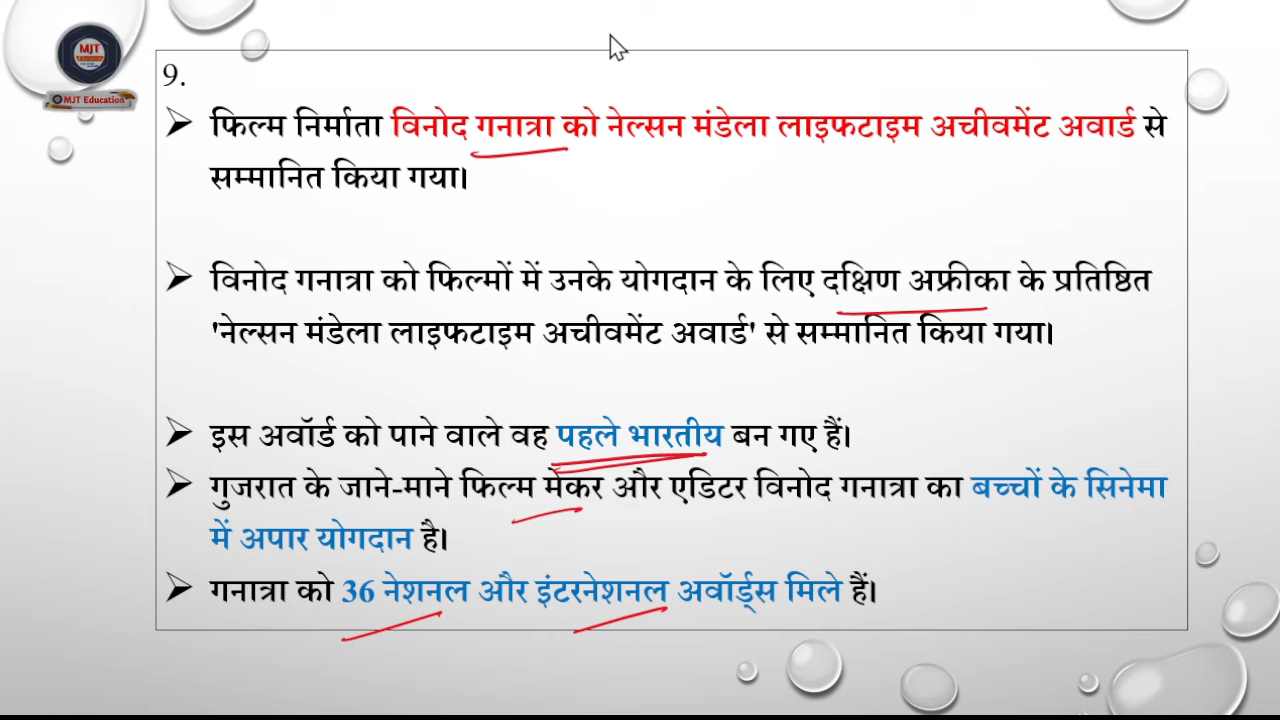 MJT
MJT Education
9.
➢ फिल्म निर्माता विनोद गनात्रा को नेल्सन मंडेला लाइफटाइम अचीवमेंट अवार्ड से
सम्मानित किया गया।
➢ विनोद गनात्रा को फिल्मों में उनके योगदान के लिए दक्षिण अफ्रीका के प्रतिष्ठित
'नेल्सन मंडेला लाइफटाइम अचीवमेंट अवार्ड' से सम्मानित किया गया।
➢ इस अवॉर्ड को पाने वाले वह पहले भारतीय बन गए हैं।
➢ गुजरात के जाने-माने फिल्म मेकर और एडिटर विनोद गनात्रा का बच्चों के सिनेमा
में अपार योगदान है।
➢ गनात्रा को 36 नेशनल और इंटरनेशनल अवॉर्ड्स मिले हैं।